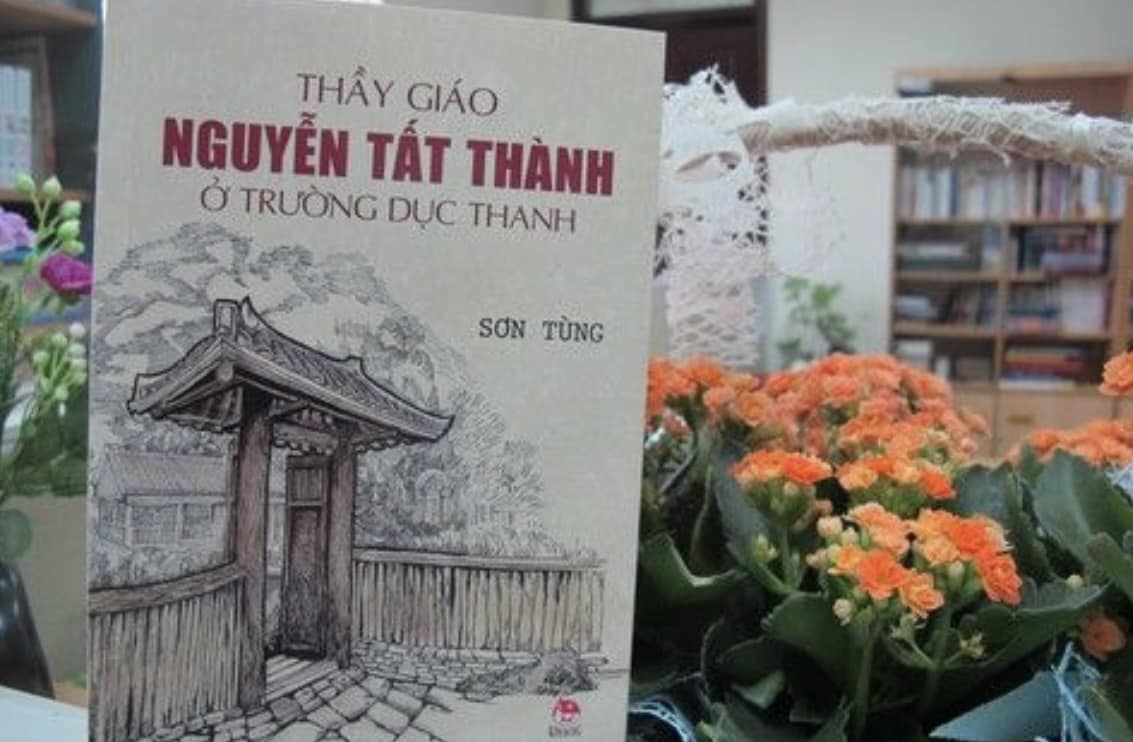 THẦY GIÁO
NGUYỄN TẤT THÀNH
Ở TRƯỜNG DỤC THANH
SƠN TÙNG